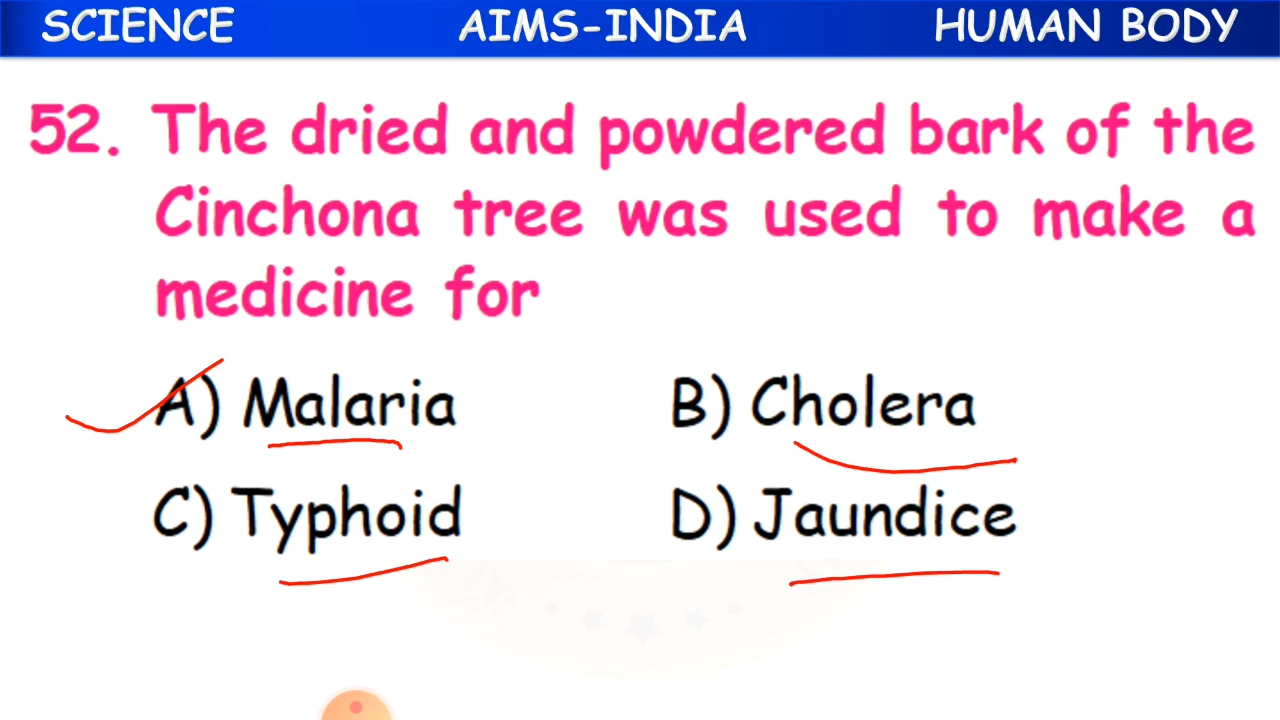 SCIENCE AIMS-INDIA HUMAN BODY
52. The dried and powdered bark of the
Cinchona tree was used to make a
medicine for
A) Malaria B) Cholera
C) Typhoid D) Jaundice